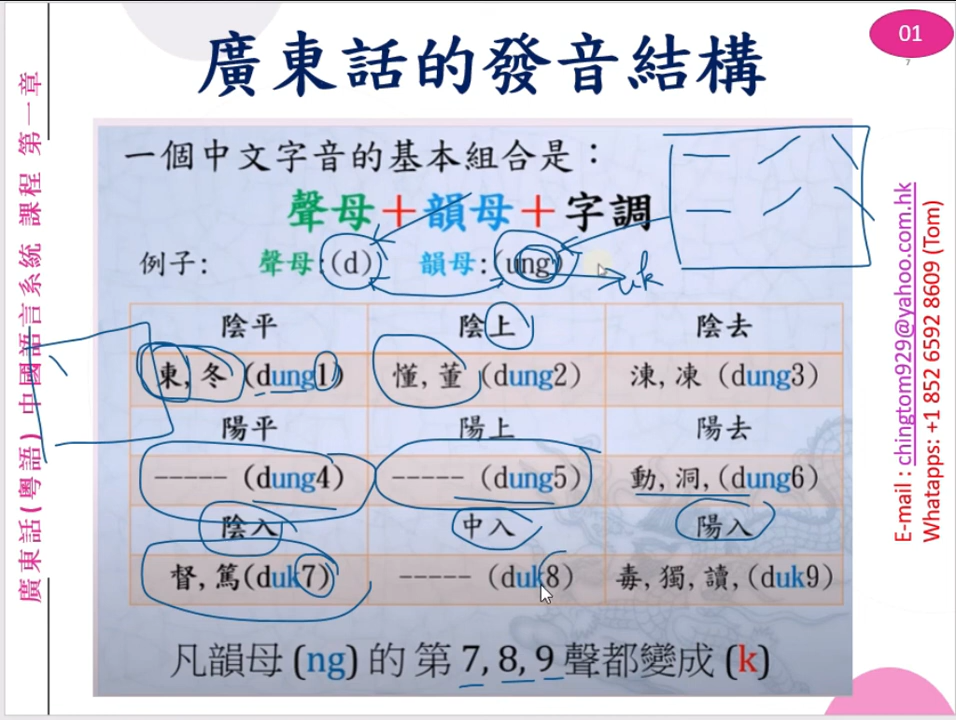 01
7
廣東話的發音結構
廣東話(粵語) 中國語言系統 課程 第一章
一個中文字音的基本組合是：
聲母＋韻母＋字調
例子: 聲母:(d) 韻母:(ung)
uk
陰平 陰上 陰去
東, 冬 (dung1) 懂, 董 (dung2) 涷, 凍 (dung3)
陽平 陽上 陽去
----- (dung4) ----- (dung5) 動, 洞, (dung6)
陰入 中入 陽入
督, 篤(duk7) ----- (duk8) 毒, 獨, 讀, (duk9)
凡韻母 (ng) 的 第 7, 8, 9 聲都變成 (k)
E-mail : chingtom929@yahoo.com.hk
Whatapps: +1 852 6592 8609 (Tom)